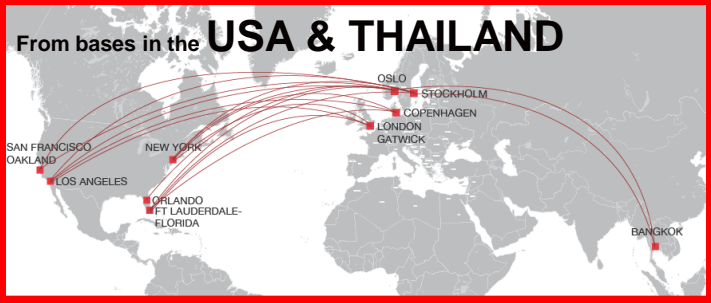 From bases in the USA & THAILAND
OSLO
STOCKHOLM
COPENHAGEN
LONDON
GATWICK
SAN FRANCISCO
OAKLAND
NEW YORK
LOS ANGELES
ORLANDO
FT LAUDERDALE-
FLORIDA
BANGKOK